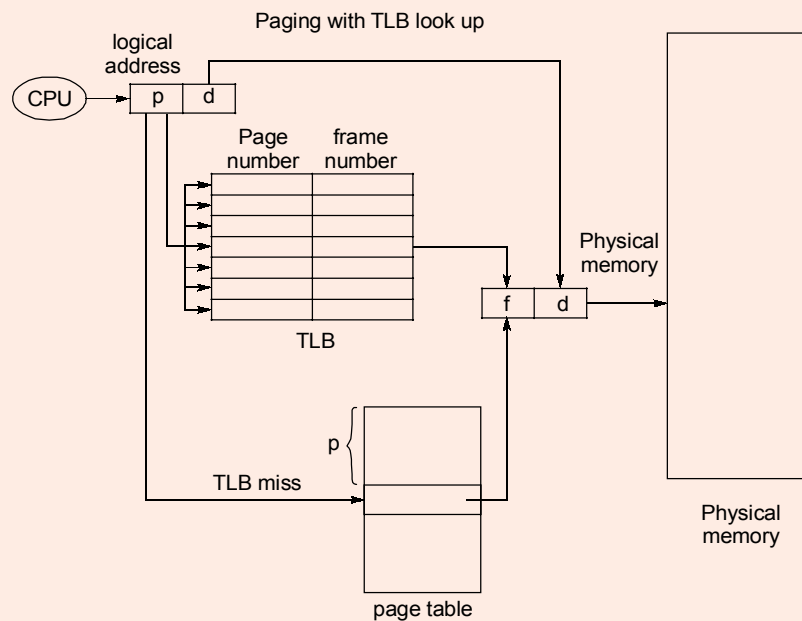 Paging with TLB look up
logical
address
CPU
p
d
Page
number
frame
number
TLB
Physical
memory
f
d
p
TLB miss
page table
Physical
memory